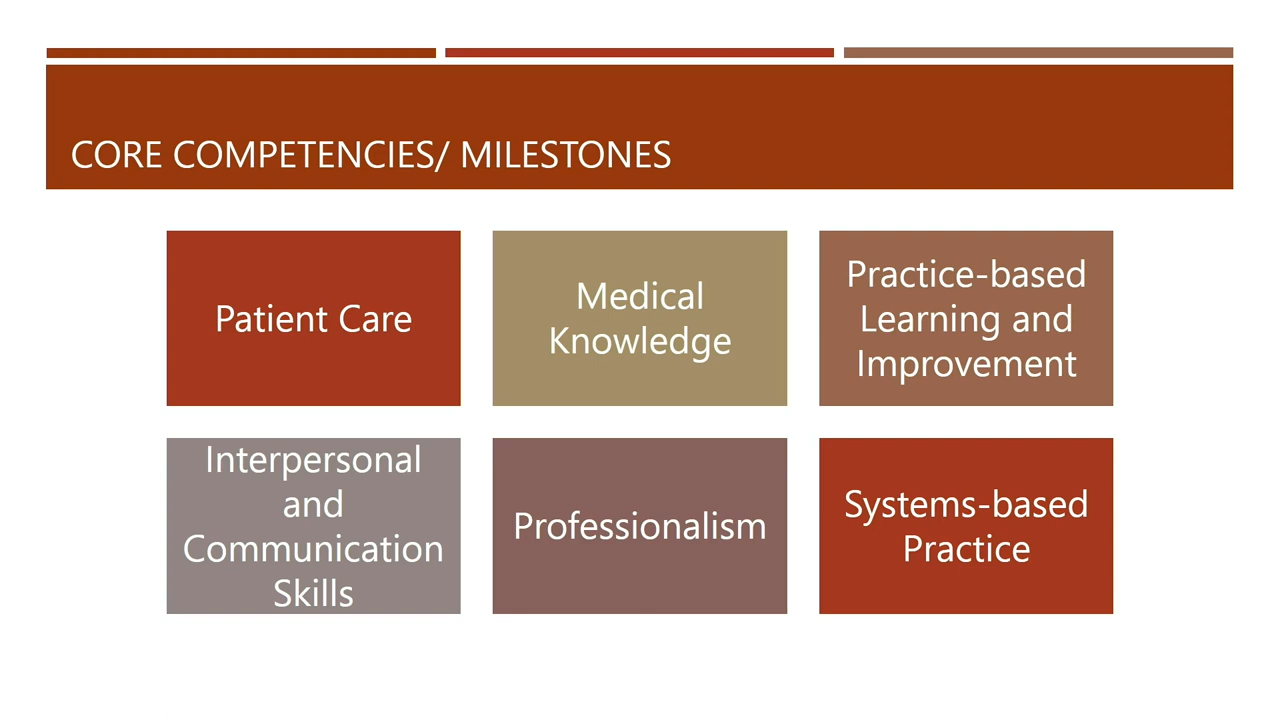 CORE COMPETENCIES/ MILESTONES
Patient Care
Medical
Knowledge
Practice-based
Learning and
Improvement
Interpersonal
and
Communication
Skills
Professionalism
Systems-based
Practice